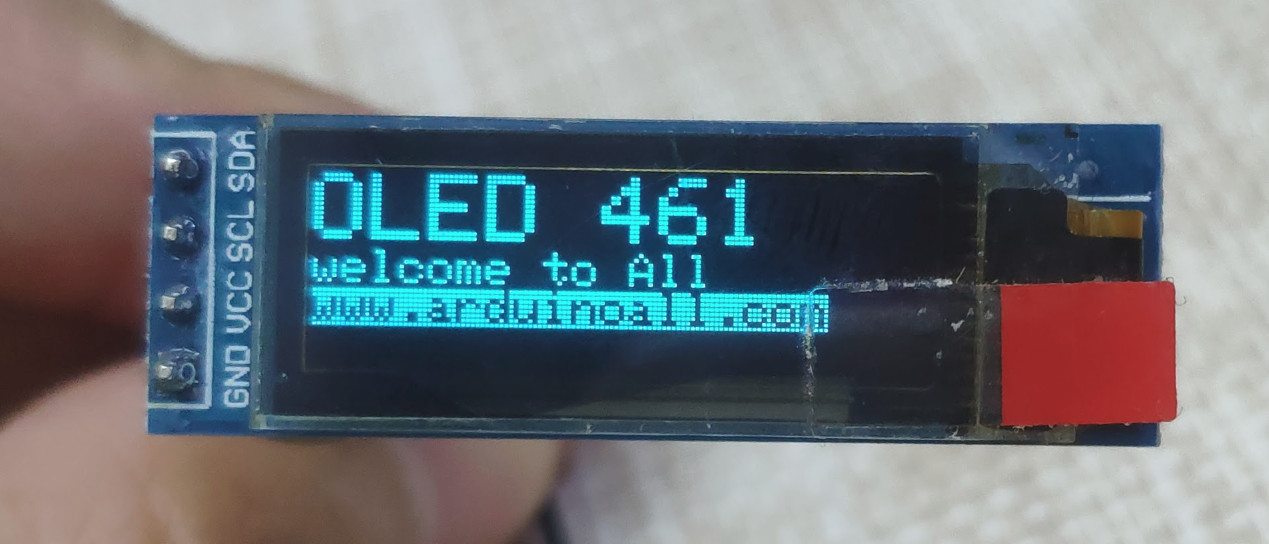 OLED 461
welcome to All
www.arduinoall.com
GND VCC SCL SDA